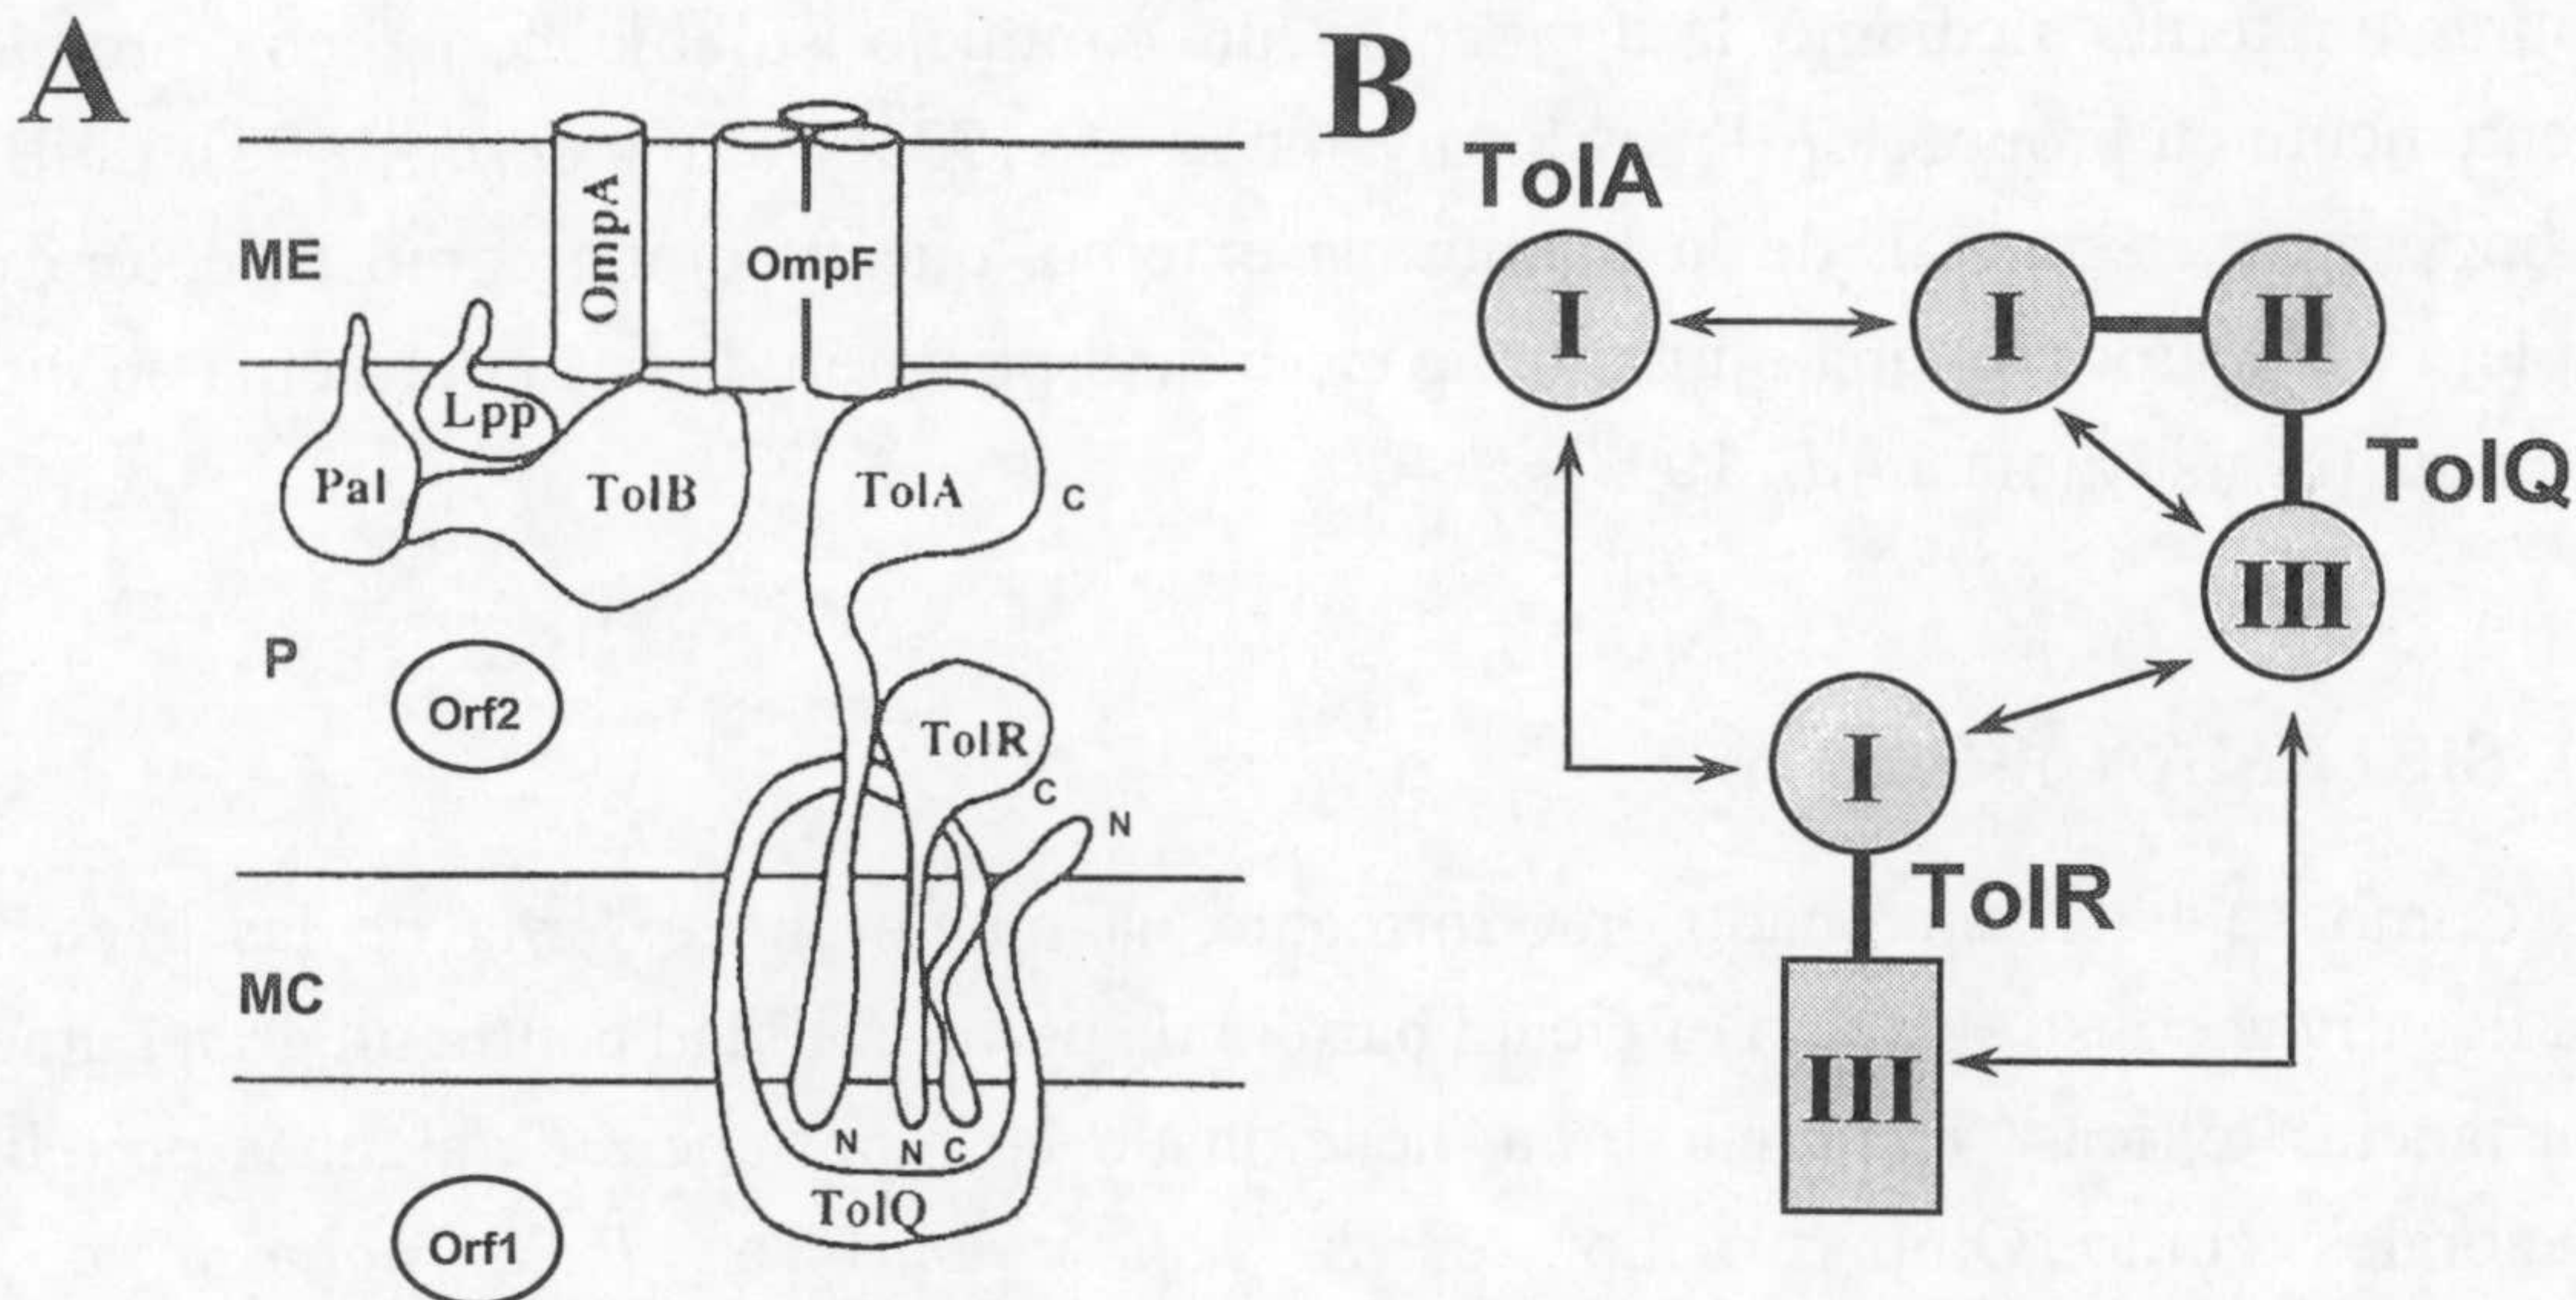 A
ME
OmpA
OmpF
Lpp
Pal
TolB
TolA
C
P
Orf2
TolR
C
N
MC
N
N
C
TolQ
Orf1
B
TolA
I
I
II
TolQ
III
I
TolR
III